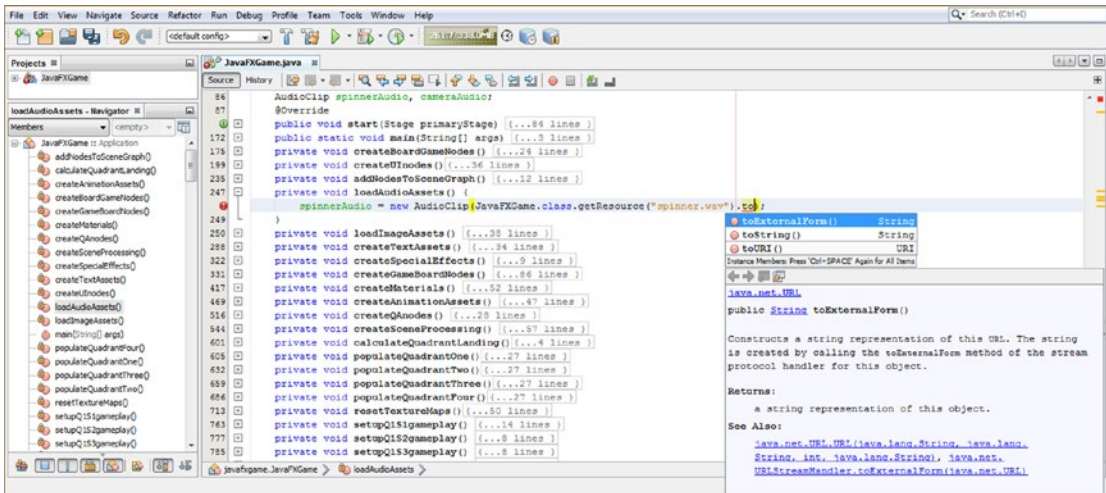 File Edit View Navigate Source Refactor Run Debug Profile Team Tools Window Help
Search (Ctrl+I)
<default config>
261.7/338.0MB
Projects
JavaFXGame
loadAudioAssets - Navigator
Members
<empty>
JavaFXGame :: Application
addNodesToSceneGraph()
calculateQuadrantLanding()
createAnimationAssets()
createBoardGameNodes()
createGameBoardNodes()
createMaterials()
createQAnodes()
createSceneProcessing()
createSpecialEffects()
createTextAssets()
createUInodes()
loadAudioAssets()
loadImageAssets()
main(String[] args)
populateQuadrantFour()
populateQuadrantOne()
populateQuadrantThree()
populateQuadrantTwo()
resetTextureMaps()
setupQ1S1gameplay()
setupQ1S2gameplay()
setupQ1S3gameplay()
JavaFXGame.java
Source History
86 AudioClip spinnerAudio, cameraAudio;
87 @Override
public void start(Stage primaryStage) {...84 lines }
172 public static void main(String[] args) {...3 lines }
175 private void createBoardGameNodes() {...24 lines }
199 private void createUInodes() {...36 lines }
235 private void addNodesToSceneGraph() {...12 lines }
247 private void loadAudioAssets() {
spinnerAudio = new AudioClip(JavaFXGame.class.getResource("spinner.wav").to);
249 }
250 private void loadImageAssets() {...38 lines }
288 private void createTextAssets() {...34 lines }
322 private void createSpecialEffects() {...9 lines }
331 private void createGameBoardNodes() {...86 lines }
417 private void createMaterials() {...52 lines }
469 private void createAnimationAssets() {...47 lines }
516 private void createQAnodes() {...28 lines }
544 private void createSceneProcessing() {...57 lines }
601 private void calculateQuadrantLanding() {...4 lines }
605 private void populateQuadrantOne() {...27 lines }
632 private void populateQuadrantTwo() {...27 lines }
659 private void populateQuadrantThree() {...27 lines }
686 private void populateQuadrantFour() {...27 lines }
713 private void resetTextureMaps() {...50 lines }
763 private void setupQ1S1gameplay() {...14 lines }
777 private void setupQ1S2gameplay() {...8 lines }
785 private void setupQ1S3gameplay() {...8 lines }
javafxgame.JavaFXGame loadAudioAssets
toExternalForm() String
toString() String
toURI() URI
Instance Members; Press 'Ctrl+SPACE' Again for All Items
java.net.URL
public String toExternalForm()
Constructs a string representation of this URL. The string
is created by calling the toExternalForm method of the stream
protocol handler for this object.
Returns:
a string representation of this object.
See Also:
java.net.URL.URL(java.lang.String, java.lang.
String, int, java.lang.String), java.net.
URLStreamHandler.toExternalForm(java.net.URL)